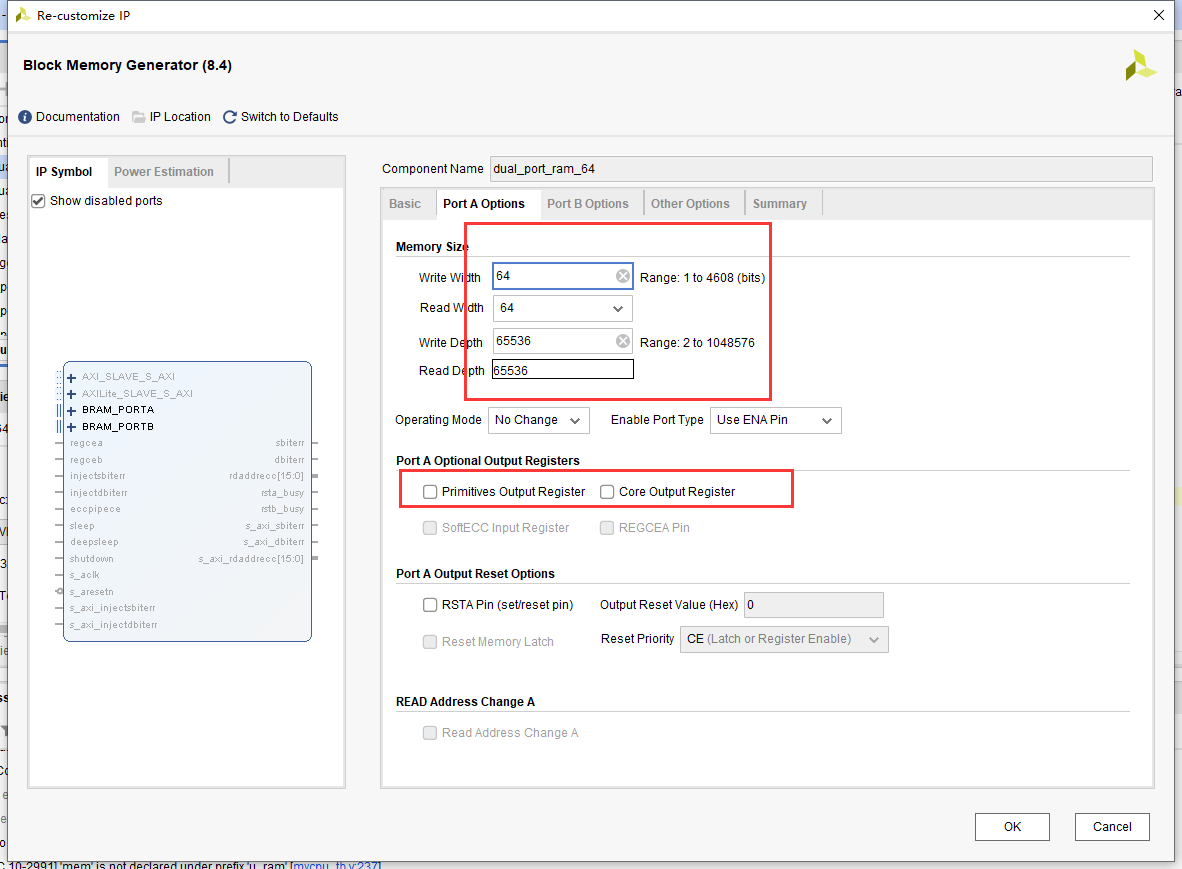 Re-customize IP
Block Memory Generator (8.4)
Documentation IP Location Switch to Defaults
IP Symbol Power Estimation
Show disabled ports
AXI_SLAVE_S_AXI
AXILite_SLAVE_S_AXI
BRAM_PORTA
BRAM_PORTB
regcea sbiterr
regceb dbiterr
injectsbiterr rdaddrecc[15:0]
injectdbiterr rsta_busy
eccpipece rstb_busy
sleep s_axi_sbiterr
deepsleep s_axi_dbiterr
shutdown s_axi_rdaddrecc[15:0]
s_aclk
s_aresetn
s_axi_injectsbiterr
s_axi_injectdbiterr
Component Name dual_port_ram_64
Basic Port A Options Port B Options Other Options Summary
Memory Size
Write Width 64 Range: 1 to 4608 (bits)
Read Width 64
Write Depth 65536 Range: 2 to 1048576
Read Depth 65536
Operating Mode No Change Enable Port Type Use ENA Pin
Port A Optional Output Registers
Primitives Output Register Core Output Register
SoftECC Input Register REGCEA Pin
Port A Output Reset Options
RSTA Pin (set/reset pin) Output Reset Value (Hex) 0
Reset Memory Latch Reset Priority CE (Latch or Register Enable)
READ Address Change A
Read Address Change A
OK Cancel
10-2991] 'mem' is not declared under prefix 'u_ram' [mycpu_tb.v:237]